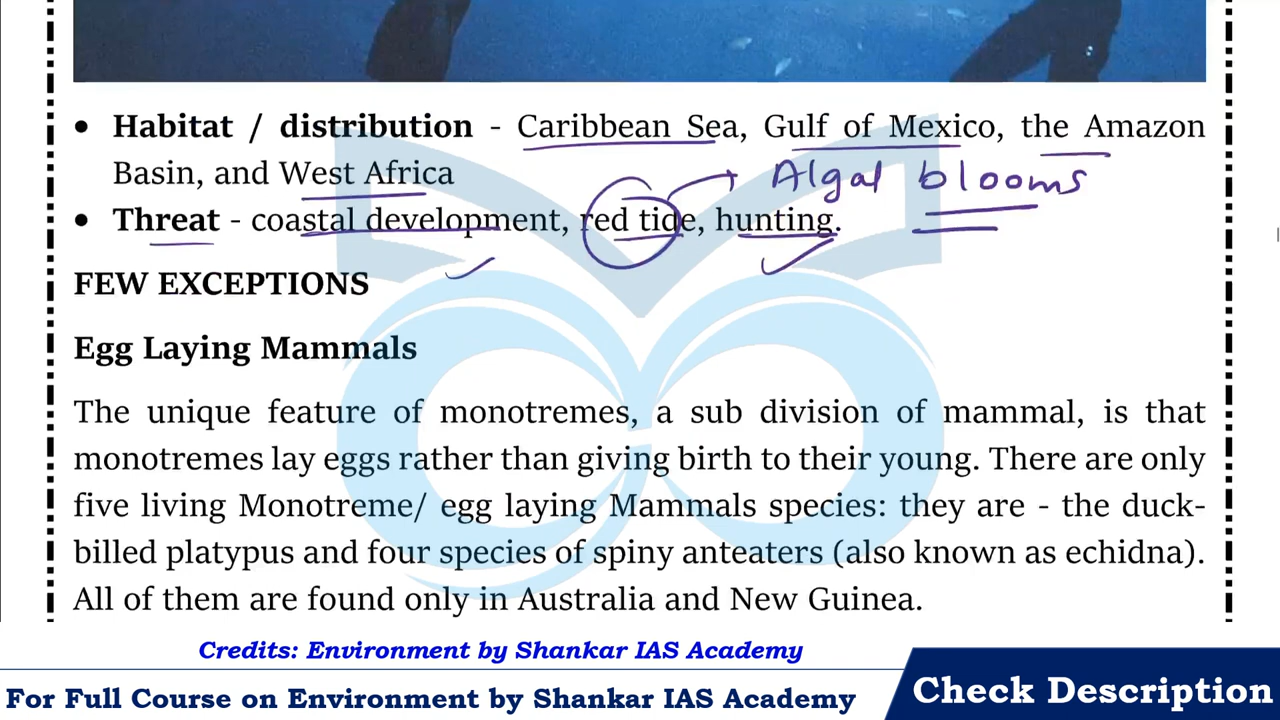 • Habitat / distribution - Caribbean Sea, Gulf of Mexico, the Amazon
Basin, and West Africa
Algal blooms
• Threat - coastal development, red tide, hunting.
FEW EXCEPTIONS
Egg Laying Mammals
The unique feature of monotremes, a sub division of mammal, is that
monotremes lay eggs rather than giving birth to their young. There are only
five living Monotreme/ egg laying Mammals species: they are - the duck-
billed platypus and four species of spiny anteaters (also known as echidna).
All of them are found only in Australia and New Guinea.
Credits: Environment by Shankar IAS Academy
For Full Course on Environment by Shankar IAS Academy
Check Description